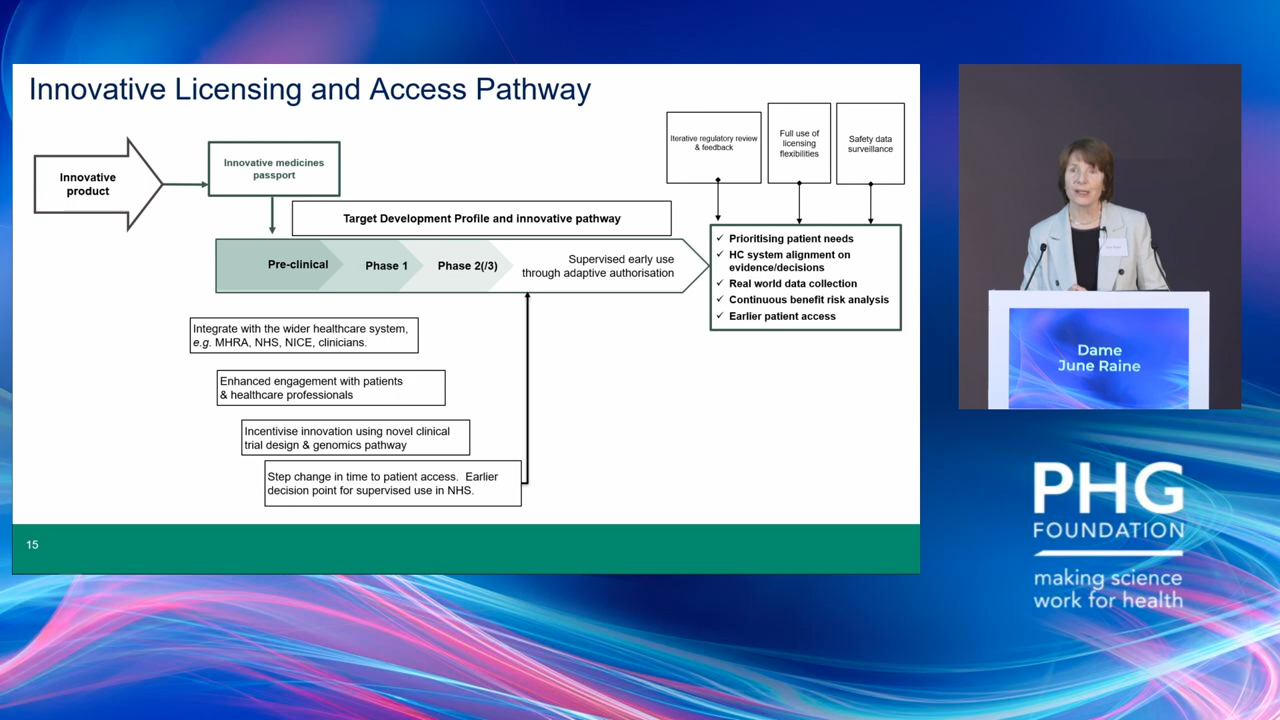 Innovative Licensing and Access Pathway
Innovative
product
Innovative medicines
passport
Target Development Profile and innovative pathway
Pre-clinical
Phase 1
Phase 2(/3)
Supervised early use
through adaptive authorisation
Iterative regulatory review
& feedback
Full use of
licensing
flexibilities
Safety data
surveillance
✓ Prioritising patient needs
✓ HC system alignment on
evidence/decisions
✓ Real world data collection
✓ Continuous benefit risk analysis
✓ Earlier patient access
Integrate with the wider healthcare system,
e.g. MHRA, NHS, NICE, clinicians.
Enhanced engagement with patients
& healthcare professionals
Incentivise innovation using novel clinical
trial design & genomics pathway
Step change in time to patient access. Earlier
decision point for supervised use in NHS.
15
Dame
June Raine
PHG
FOUNDATION
making science
work for health